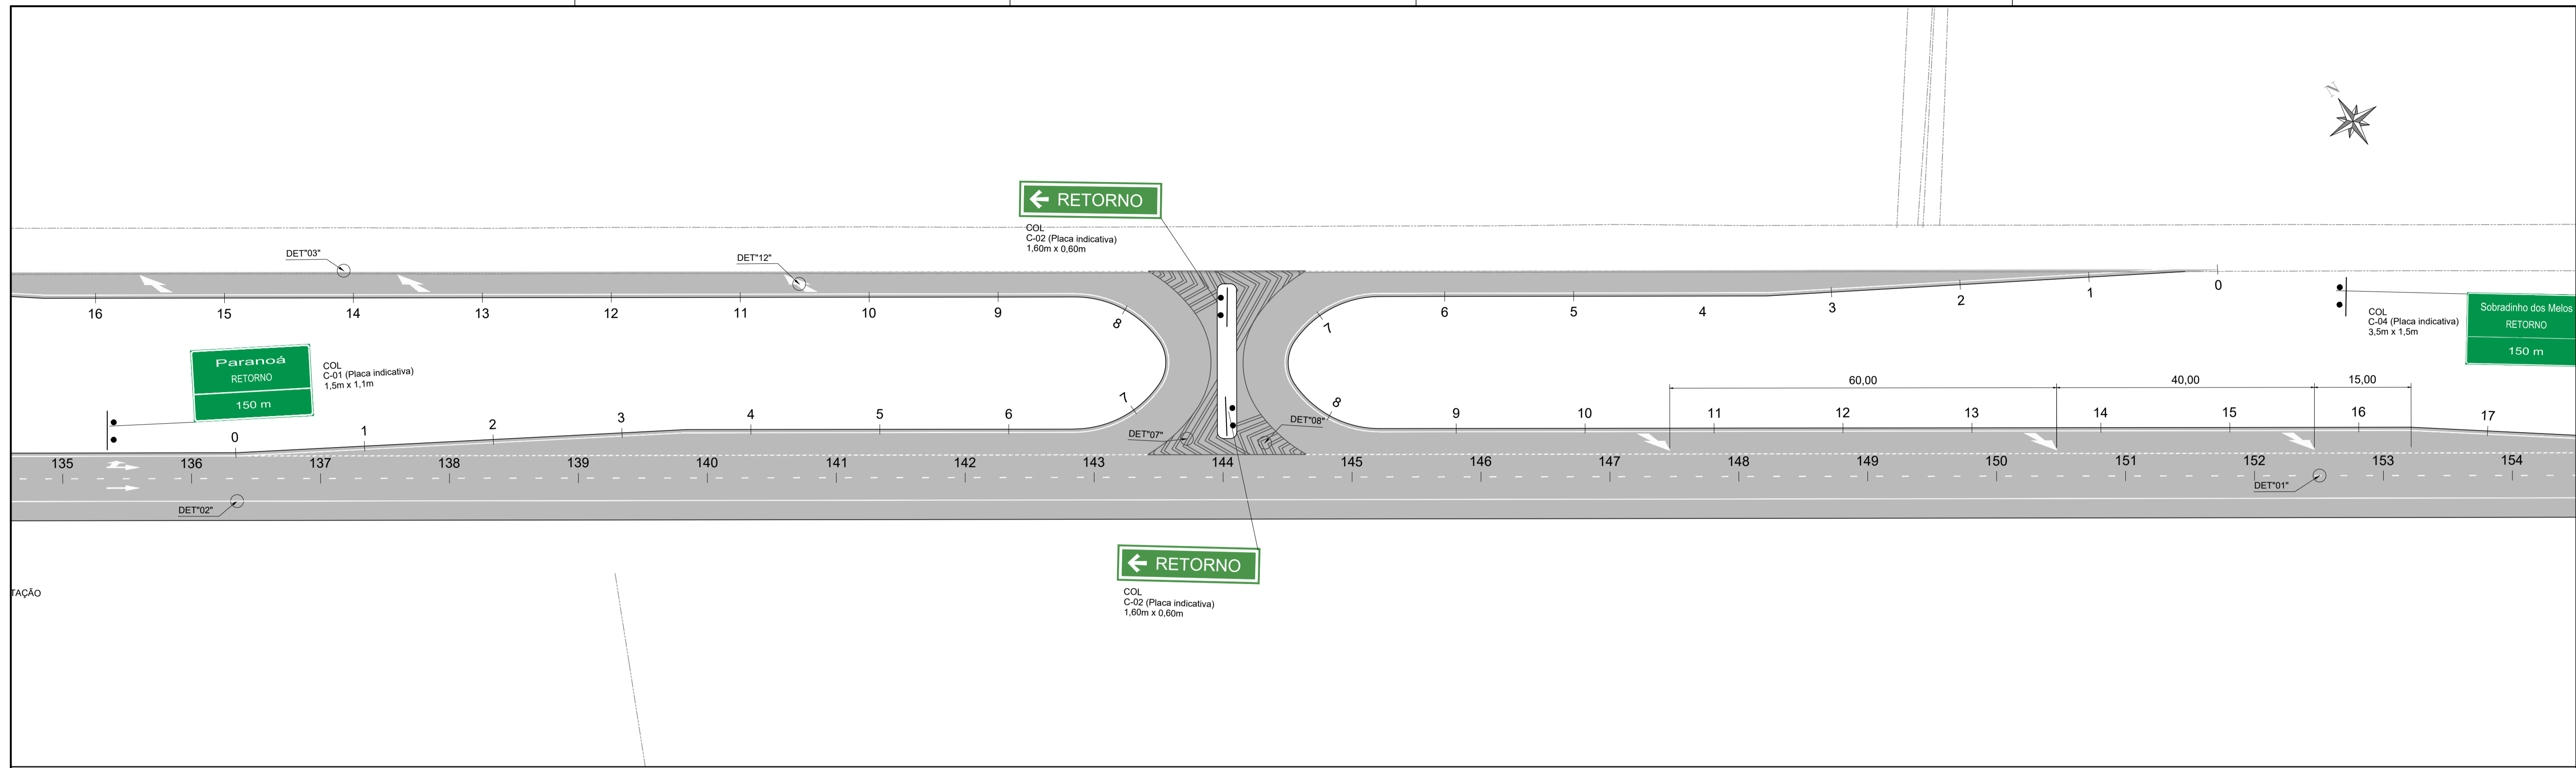 N
RETORNO
COL
C-02 (Placa indicativa)
1,60m x 0,60m
DET"03"
DET"12"
16 15 14 13 12 11 10 9 8
7 6 5 4 3 2 1 0
COL
C-04 (Placa indicativa)
3,5m x 1,5m
Sobradinho dos Melos
RETORNO
150 m
Paranoá
RETORNO
150 m
COL
C-01 (Placa indicativa)
1,5m x 1,1m
60,00 40,00 15,00
0 1 2 3 4 5 6 7
8 9 10 11 12 13 14 15 16 17
DET"07"
DET"08"
135 136 137 138 139 140 141 142 143 144 145 146 147 148 149 150 151 152 153 154
DET"02"
DET"01"
RETORNO
COL
C-02 (Placa indicativa)
1,60m x 0,60m
TAÇÃO